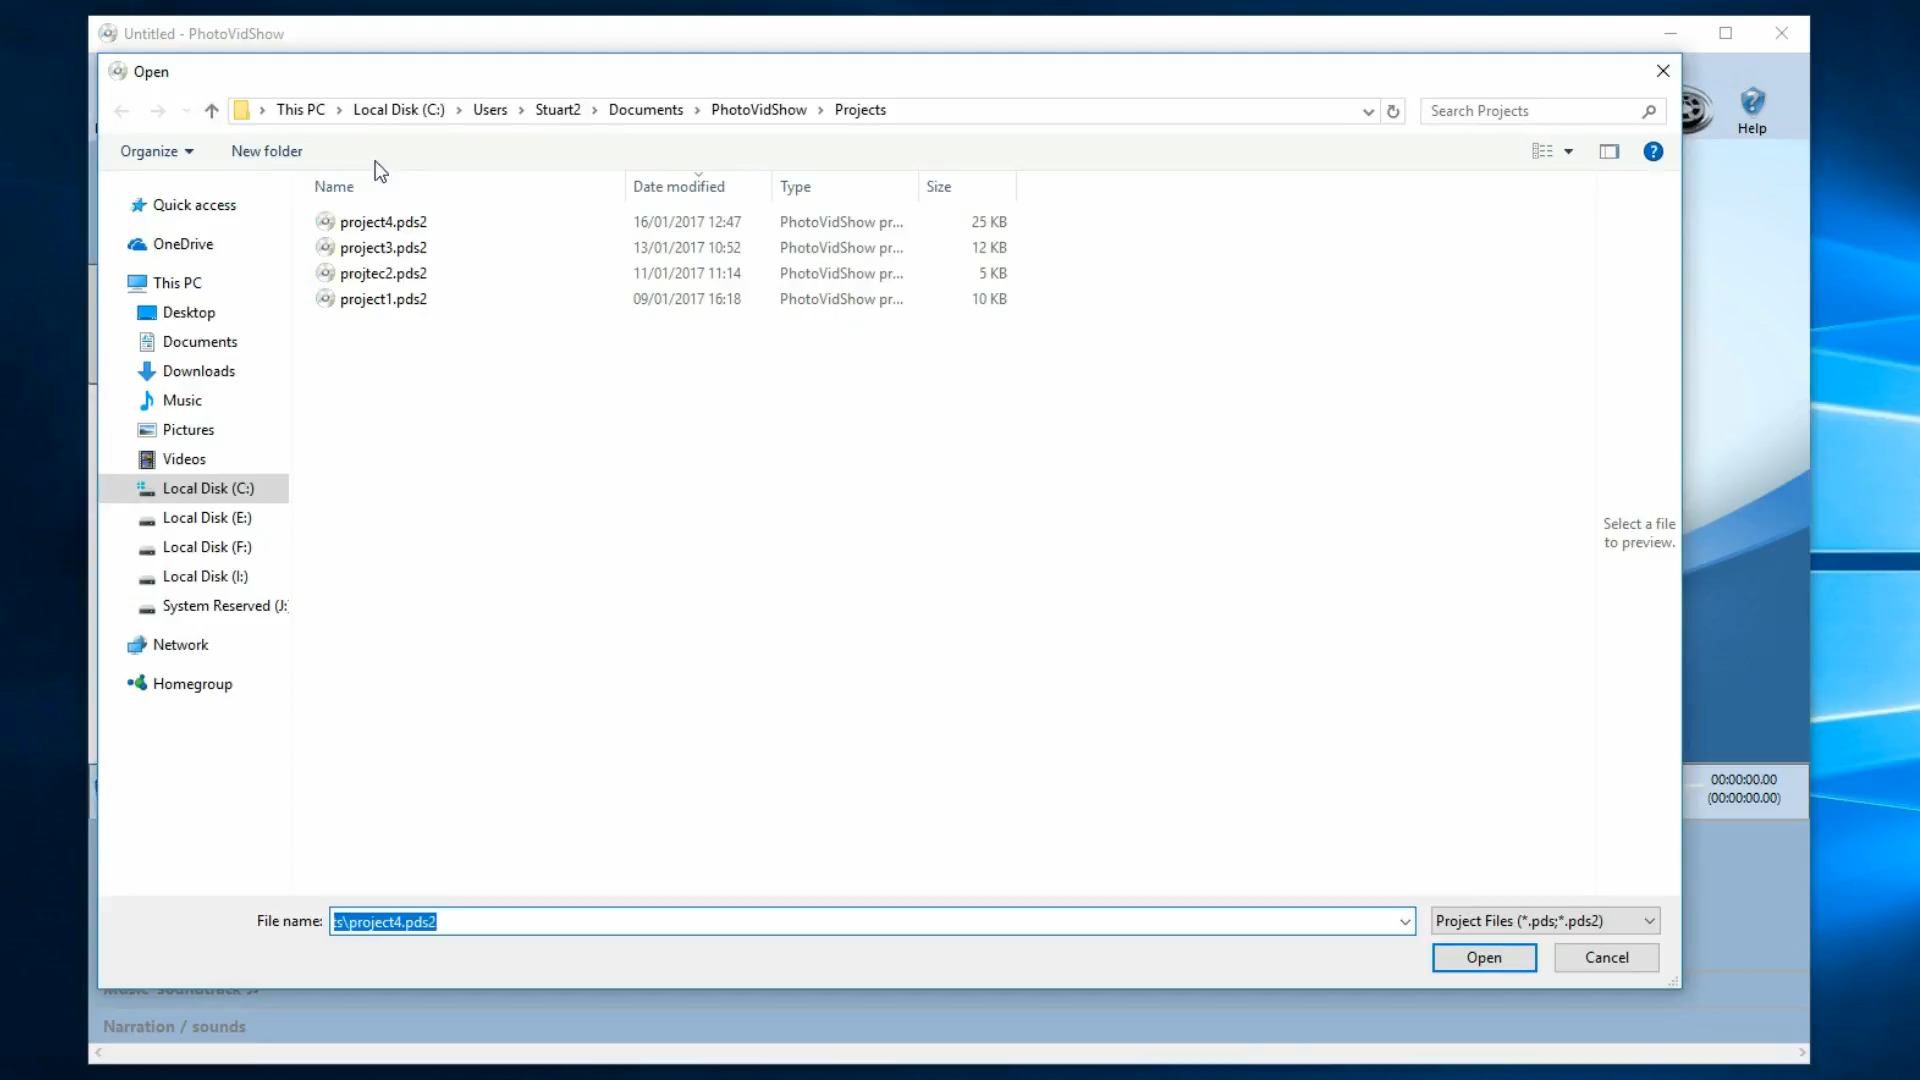 Untitled - PhotoVidShow
Open
This PC > Local Disk (C:) > Users > Stuart2 > Documents > PhotoVidShow > Projects
Search Projects
Help
Organize
New folder
Name
Date modified
Type
Size
project4.pds2 16/01/2017 12:47 PhotoVidShow pr... 25 KB
project3.pds2 13/01/2017 10:52 PhotoVidShow pr... 12 KB
projtec2.pds2 11/01/2017 11:14 PhotoVidShow pr... 5 KB
project1.pds2 09/01/2017 16:18 PhotoVidShow pr... 10 KB
Quick access
OneDrive
This PC
Desktop
Documents
Downloads
Music
Pictures
Videos
Local Disk (C:)
Local Disk (E:)
Local Disk (F:)
Local Disk (I:)
System Reserved (J:
Network
Homegroup
Select a file
to preview.
00:00:00.00
(00:00:00.00)
File name:
s\project4.pds2
Project Files (*.pds;*.pds2)
Open
Cancel
Narration / sounds